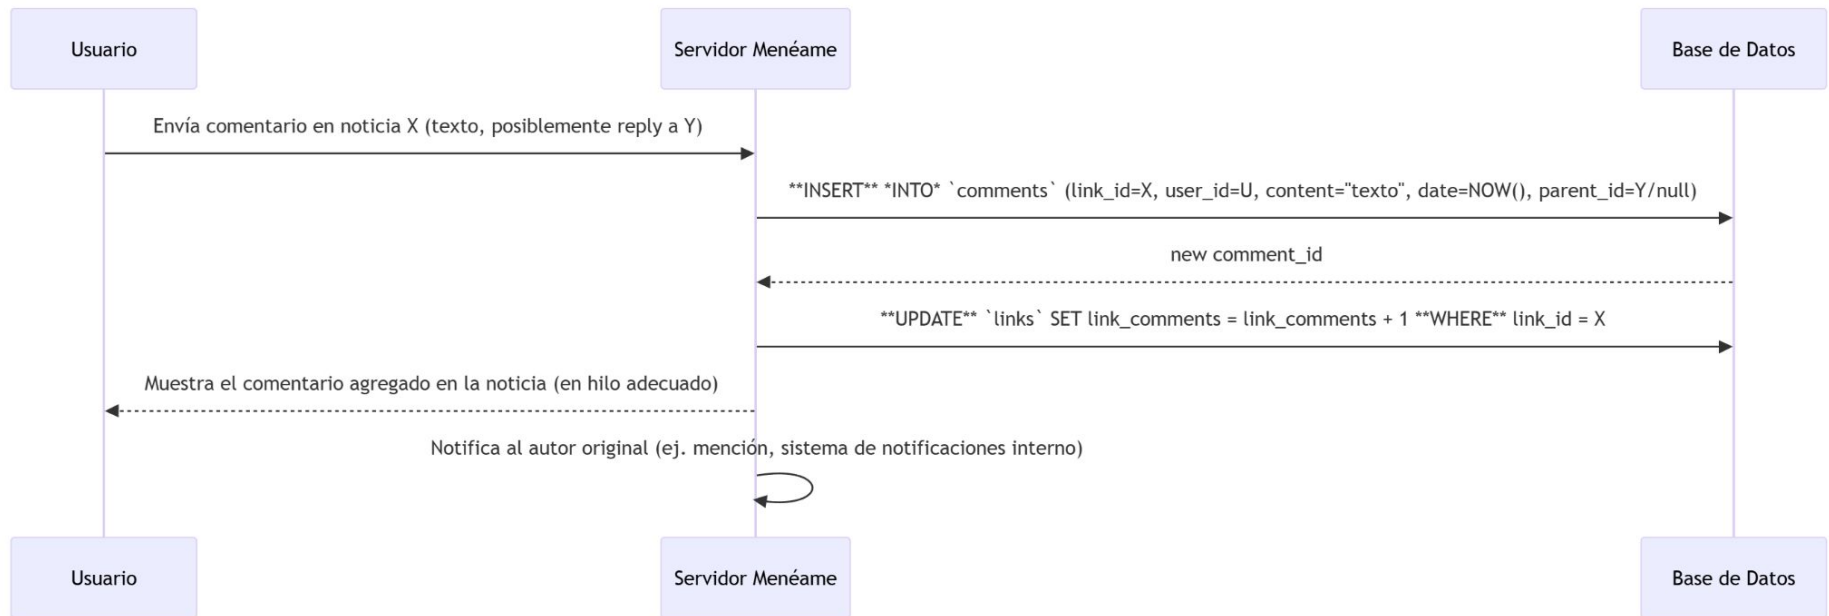 Usuario
Servidor Menéame
Base de Datos
Envía comentario en noticia X (texto, posiblemente reply a Y)
**INSERT** *INTO* `comments` (link_id=X, user_id=U, content="texto", date=NOW(), parent_id=Y/null)
new comment_id
**UPDATE** `links` SET link_comments = link_comments + 1 **WHERE** link_id = X
Muestra el comentario agregado en la noticia (en hilo adecuado)
Notifica al autor original (ej. mención, sistema de notificaciones interno)
Usuario
Servidor Menéame
Base de Datos